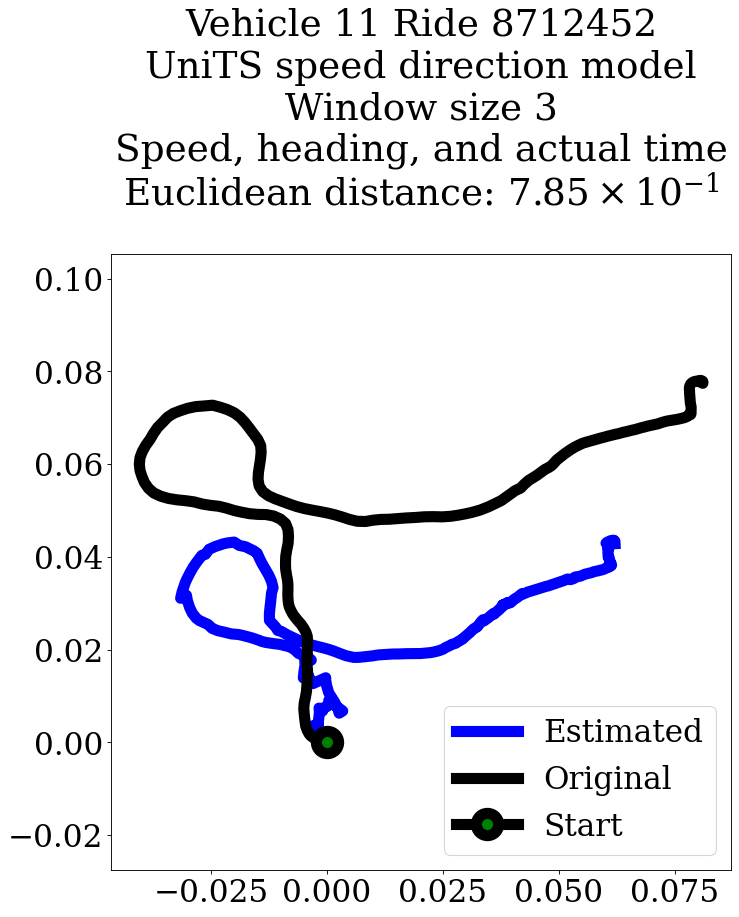 Vehicle 11 Ride 8712452
UniTS speed direction model
Window size 3
Speed, heading, and actual time
Euclidean distance: 7.85 × 10⁻¹
0.10
0.08
0.06
0.04
0.02
0.00
−0.02
Estimated
Original
Start
−0.025 0.000 0.025 0.050 0.075